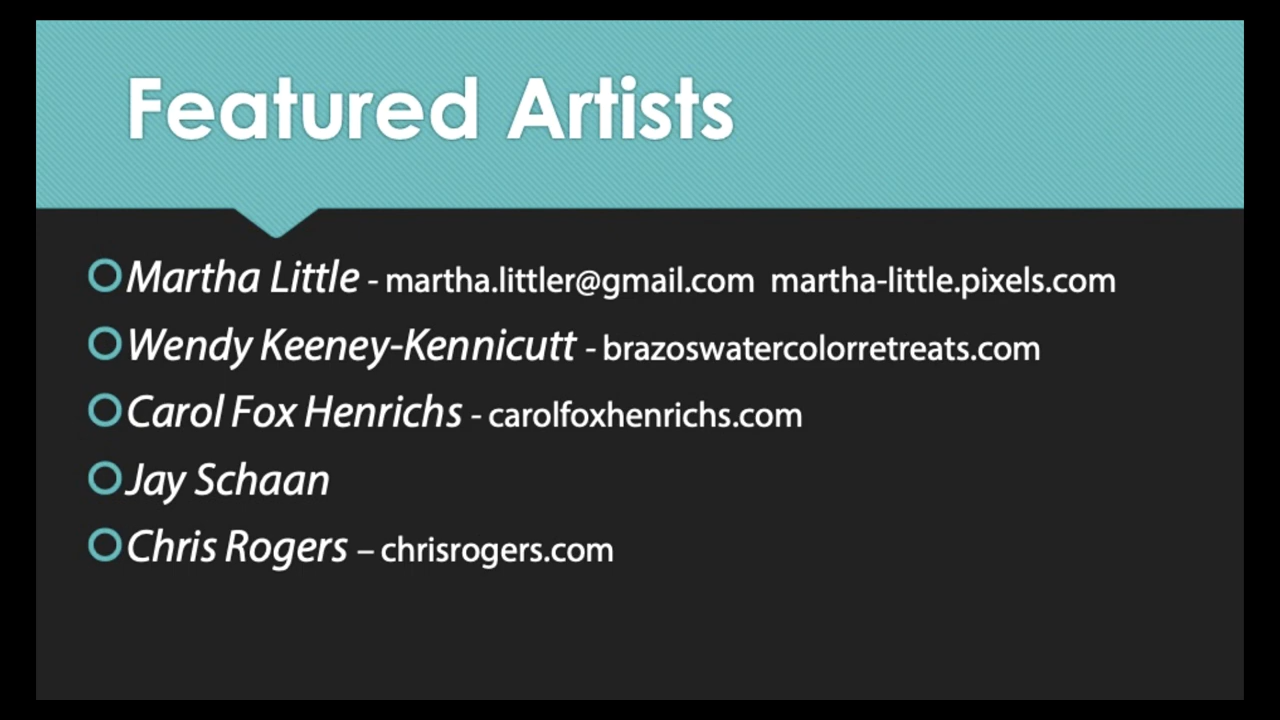 Featured Artists
Martha Little - martha.littler@gmail.com martha-little.pixels.com
Wendy Keeney-Kennicutt - brazoswatercolorretreats.com
Carol Fox Henrichs - carolfoxhenrichs.com
Jay Schaan
Chris Rogers – chrisrogers.com